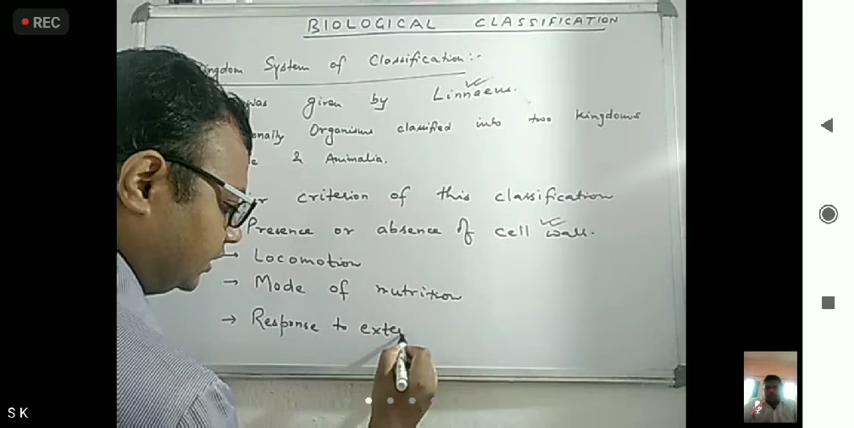 REC
BIOLOGICAL CLASSIFICATION
System of Classification :-
was given by Linnaeus.
Organisms classified into two kingdoms
& Animalia.
criterion of this classification
Presence or absence of cell wall.
→ Locomotion
→ Mode of nutrition
→ Response to exte
S K